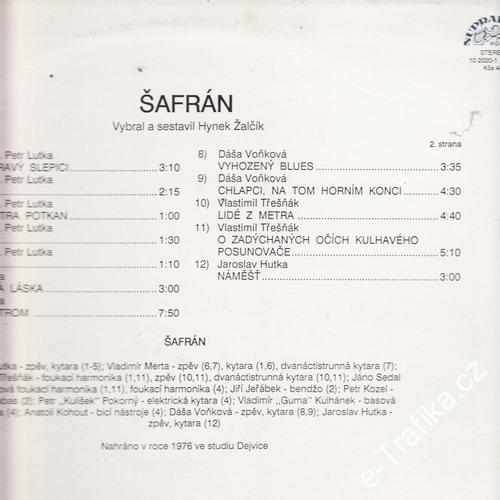 SUPRAPHON
STEREO
10 2020-1
Kčs 4
ŠAFRÁN
Vybral a sestavil Hynek Žalčík
Petr Lutka
RAVÝ SLEPICI 3:10
Petr Lutka
2:15
Petr Lutka
TRA POTKAN 1:00
1:30
Petr Lutka
1:10
Á LÁSKA 3:00
TROM 7:50
2. strana
8) Dáša Voňková
VYHOZENÝ BLUES 3:35
9) Dáša Voňková
CHLAPCI, NA TOM HORNÍM KONCI 4:30
10) Vlastimil Třešňák
LIDÉ Z METRA 4:40
11) Vlastimil Třešňák
O ZADÝCHANÝCH OČÍCH KULHAVÉHO
POSUNOVAČE 5:10
12) Jaroslav Hutka
NÁMĚŠŤ 3:00
ŠAFRÁN
utka - zpěv, kytara (1-5) Vladimír Merta - zpěv (6,7), kytara (1,6), dvanáctistrunná kytara (7);
Třešňák - foukací harmonika (1,11), zpěv (10,11), dvanáctistrunná kytara (10,11); Jáno Sedal
ová foukací harmonika (1,11), foukací harmonika (4); Jiří Jeřábek - bendžo (2); Petr Kozel -
abas (2); Petr „Kulišek" Pokorný - elektrická kytara (4); Vladimír „Guma" Kulhánek - basová
a (4); Anatoli Kohout - bicí nástroje (4); Dáša Voňková - zpěv, kytara (8,9); Jaroslav Hutka -
zpěv, kytara (12)
Nahráno v roce 1976 ve studiu Dejvice
e-Trafika.cz